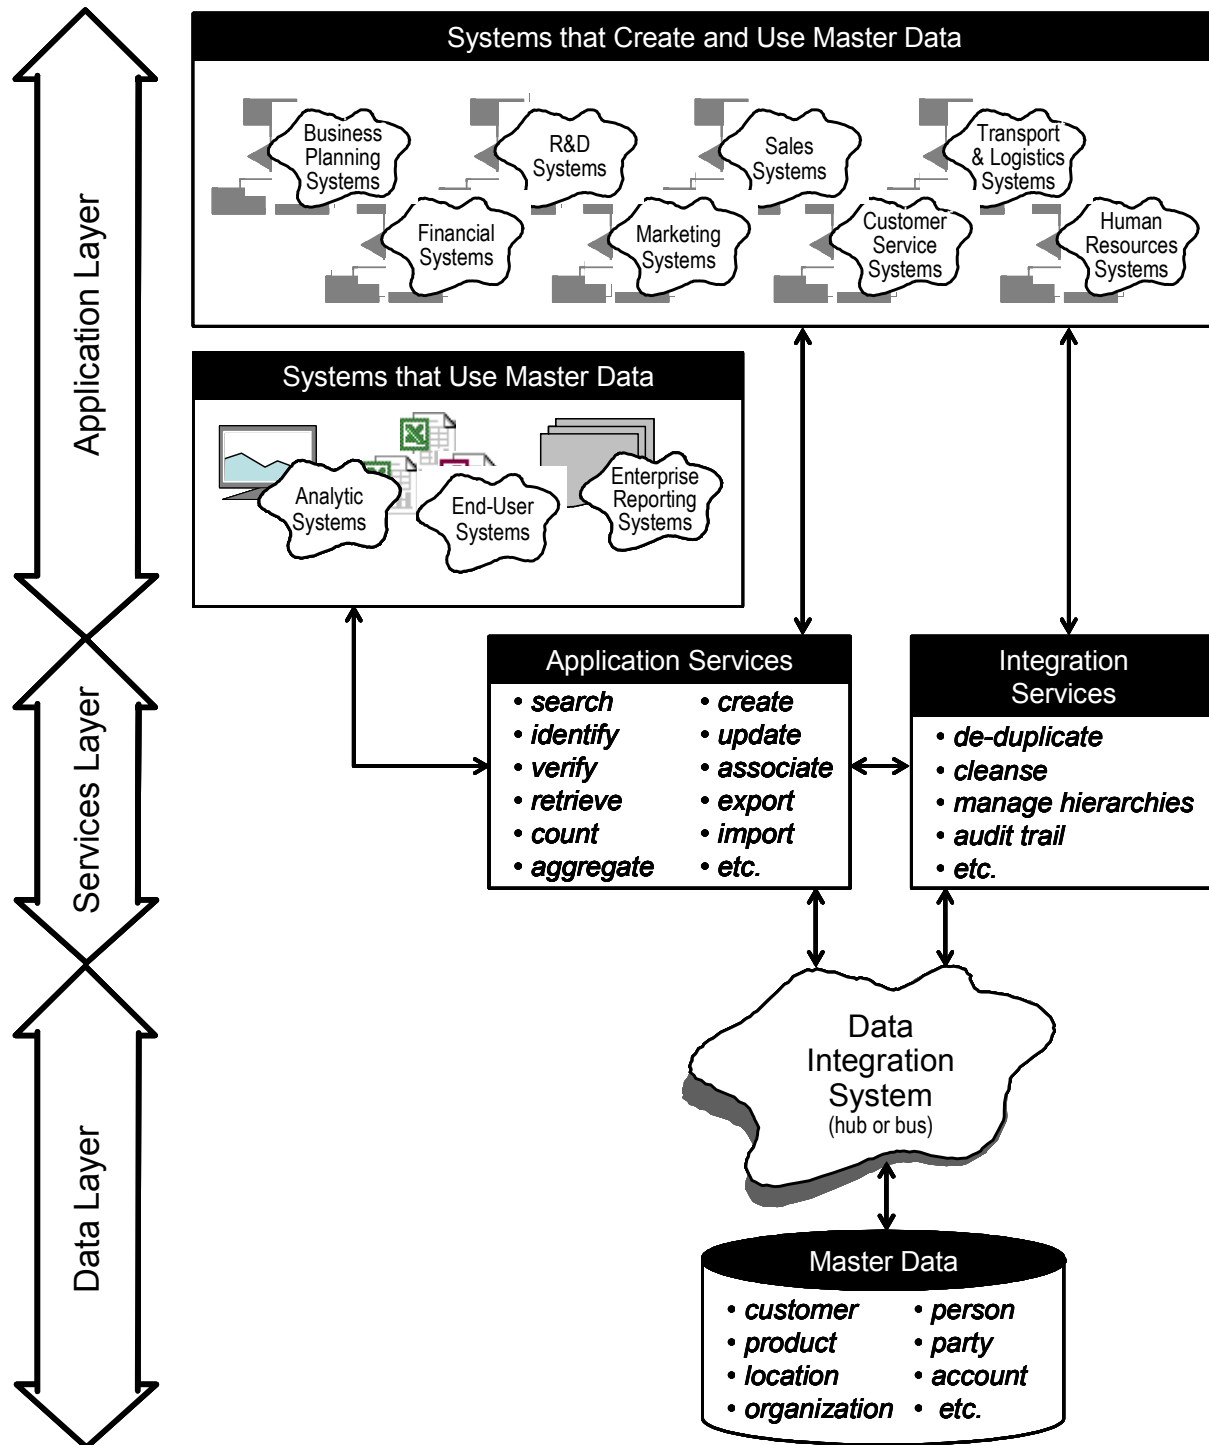 Systems that Create and Use Master Data
Business
Planning
Systems
R&D
Systems
Sales
Systems
Transport
& Logistics
Systems
Financial
Systems
Marketing
Systems
Customer
Service
Systems
Human
Resources
Systems
Application Layer
Systems that Use Master Data
Analytic
Systems
End-User
Systems
Enterprise
Reporting
Systems
Services Layer
Application Services
• search
• identify
• verify
• retrieve
• count
• aggregate
• create
• update
• associate
• export
• import
• etc.
Integration
Services
• de-duplicate
• cleanse
• manage hierarchies
• audit trail
• etc.
Data Layer
Data
Integration
System
(hub or bus)
Master Data
• customer
• product
• location
• organization
• person
• party
• account
• etc.